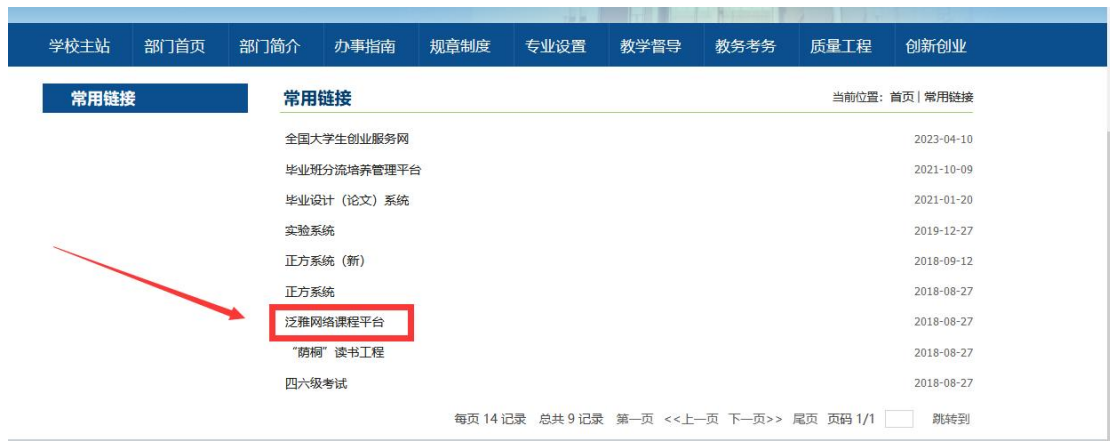 学校主站 部门首页 部门简介 办事指南 规章制度 专业设置 教学督导 教务考务 质量工程 创新创业
常用链接
常用链接 当前位置：首页 | 常用链接
全国大学生创业服务网 2023-04-10
毕业班分流培养管理平台 2021-10-09
毕业设计（论文）系统 2021-01-20
实验系统 2019-12-27
正方系统（新） 2018-09-12
正方系统 2018-08-27
泛雅网络课程平台 2018-08-27
“荫桐”读书工程 2018-08-27
四六级考试 2018-08-27
每页 14 记录 总共 9 记录 第一页 <<上一页 下一页>> 尾页 页码 1/1 跳转到